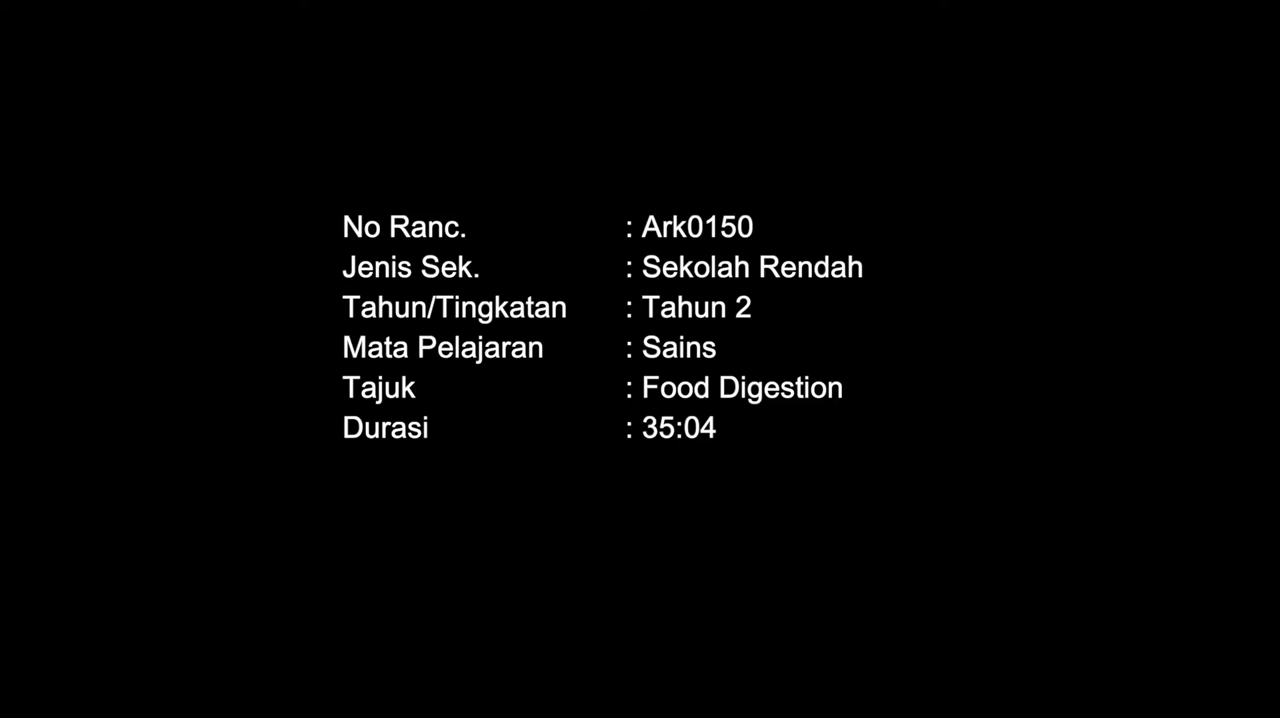 No Ranc. : Ark0150
Jenis Sek. : Sekolah Rendah
Tahun/Tingkatan : Tahun 2
Mata Pelajaran : Sains
Tajuk : Food Digestion
Durasi : 35:04